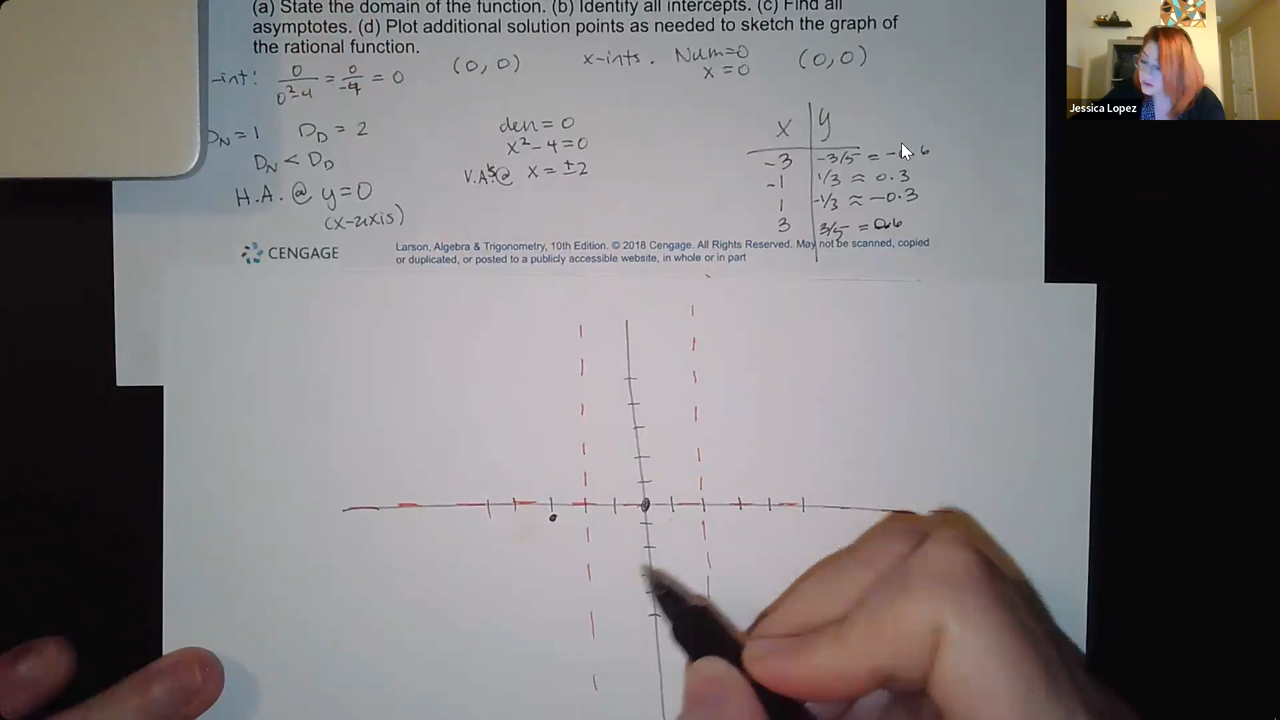 (a) State the domain of the function. (b) Identify all intercepts. (c) Find all
asymptotes. (d) Plot additional solution points as needed to sketch the graph of
the rational function.
-int: 0/0²-4 = 0/-4 = 0 (0,0)
x-ints. Num=0
x=0
(0,0)
DN = 1 DD = 2
DN < DD
H.A. @ y=0
(x-axis)
den=0
x²-4=0
V.A.'s @ x = ±2
x | y
-3 | -3/5 = -0.6
-1 | 1/3 ≈ 0.3
1 | -1/3 ≈ -0.3
3 | 3/5 = 0.6
CENGAGE
Larson, Algebra & Trigonometry, 10th Edition. © 2018 Cengage. All Rights Reserved. May not be scanned, copied
or duplicated, or posted to a publicly accessible website, in whole or in part
Jessica Lopez